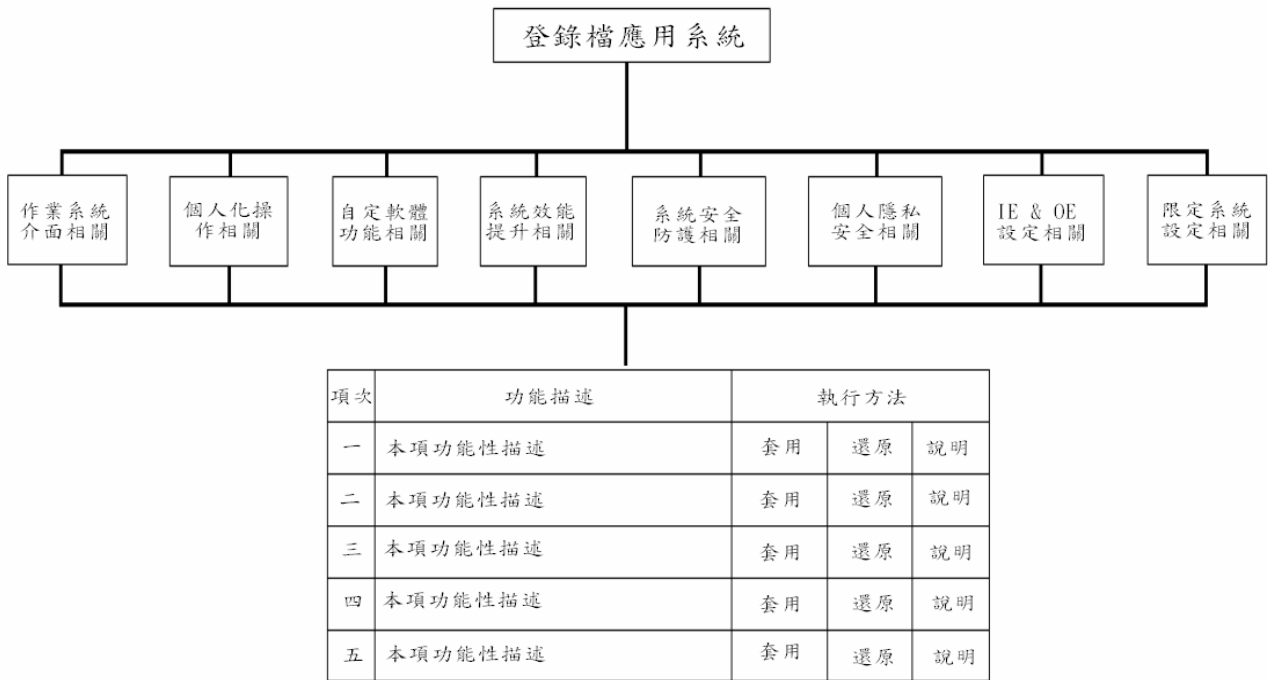 登錄檔應用系統
作業系統
介面相關
個人化操
作相關
自定軟體
功能相關
系統效能
提升相關
系統安全
防護相關
個人隱私
安全相關
IE & OE
設定相關
限定系統
設定相關
項次 功能描述 執行方法
一 本項功能性描述 套用 還原 說明
二 本項功能性描述 套用 還原 說明
三 本項功能性描述 套用 還原 說明
四 本項功能性描述 套用 還原 說明
五 本項功能性描述 套用 還原 說明